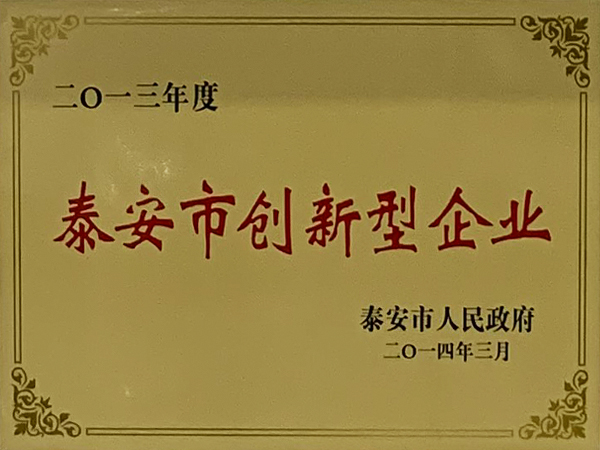 二〇一三年度
泰安市创新型企业
泰安市人民政府
二〇一四年三月